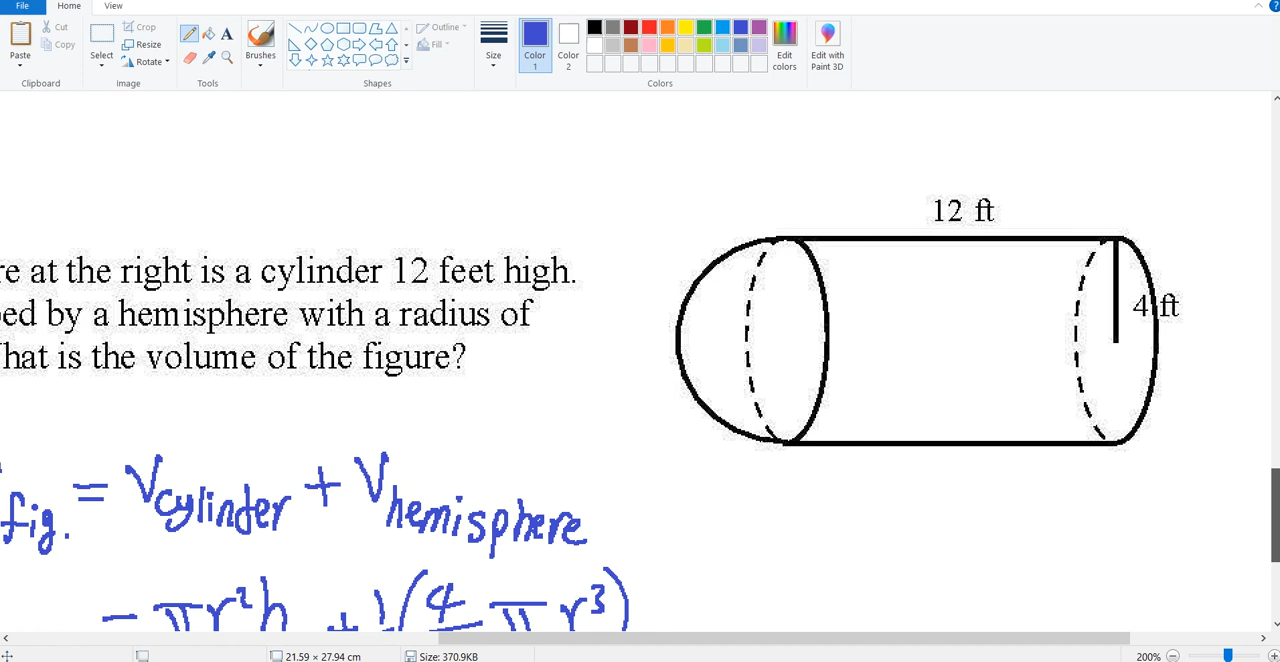 File Home View
Paste Cut Copy Clipboard
Select Crop Resize Rotate Image
A Tools
Brushes
Outline Fill Shapes
Size
Color 1 Color 2 Edit colors Colors
Edit with Paint 3D
12 ft
4 ft
re at the right is a cylinder 12 feet high.
ed by a hemisphere with a radius of
hat is the volume of the figure?
fig. = Vcylinder + Vhemisphere
πr²h + (4 π r³)
21.59 × 27.94 cm Size: 370.9KB 200%